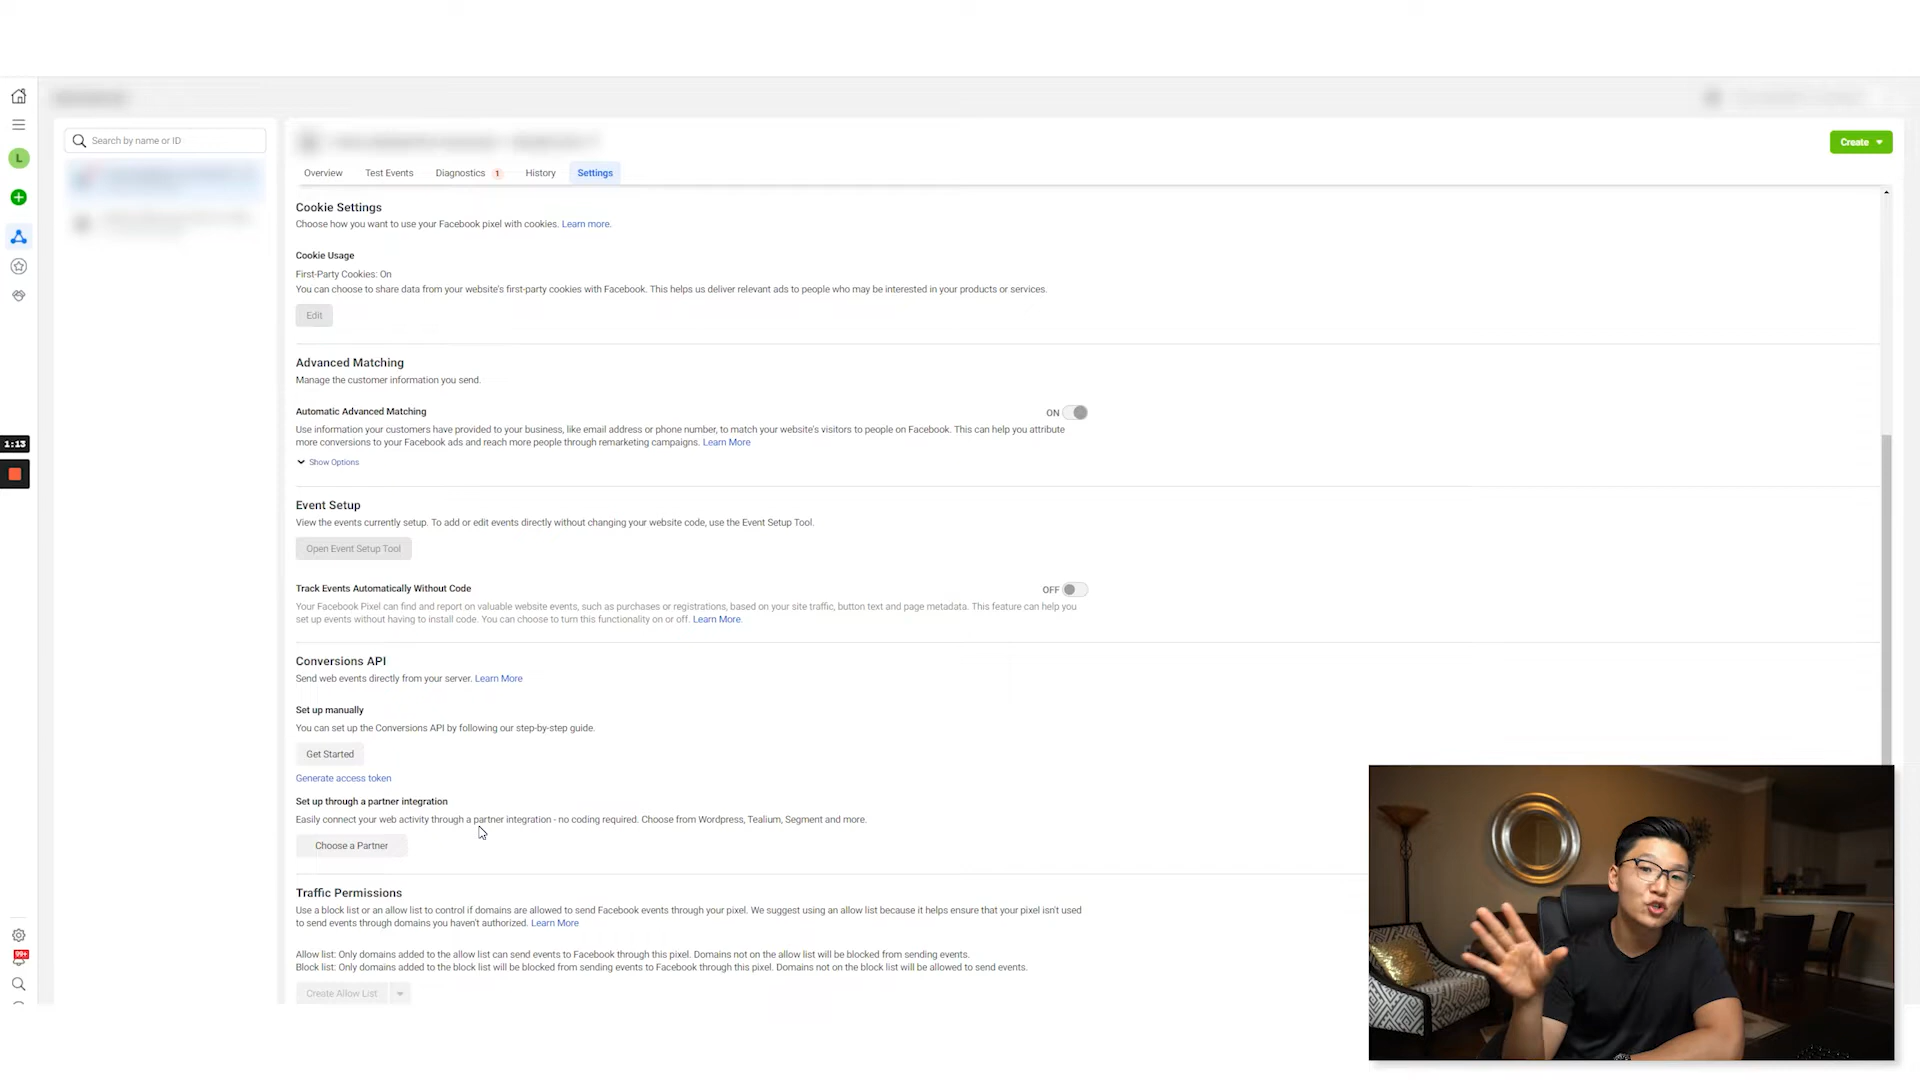 Search by name or ID
L
Create
Overview
Test Events
Diagnostics 1
History
Settings
Cookie Settings
Choose how you want to use your Facebook pixel with cookies. Learn more.
Cookie Usage
First-Party Cookies: On
You can choose to share data from your website's first-party cookies with Facebook. This helps us deliver relevant ads to people who may be interested in your products or services.
Edit
Advanced Matching
Manage the customer information you send.
Automatic Advanced Matching
ON
Use information your customers have provided to your business, like email address or phone number, to match your website's visitors to people on Facebook. This can help you attribute
more conversions to your Facebook ads and reach more people through remarketing campaigns. Learn More
1:13
Show Options
Event Setup
View the events currently setup. To add or edit events directly without changing your website code, use the Event Setup Tool.
Open Event Setup Tool
Track Events Automatically Without Code
OFF
Your Facebook Pixel can find and report on valuable website events, such as purchases or registrations, based on your site traffic, button text and page metadata. This feature can help you
set up events without having to install code. You can choose to turn this functionality on or off. Learn More.
Conversions API
Send web events directly from your server. Learn More
Set up manually
You can set up the Conversions API by following our step-by-step guide.
Get Started
Generate access token
Set up through a partner integration
Easily connect your web activity through a partner integration - no coding required. Choose from Wordpress, Tealium, Segment and more.
Choose a Partner
Traffic Permissions
Use a block list or an allow list to control if domains are allowed to send Facebook events through your pixel. We suggest using an allow list because it helps ensure that your pixel isn't used
to send events through domains you haven't authorized. Learn More
Allow list: Only domains added to the allow list can send events to Facebook through this pixel. Domains not on the allow list will be blocked from sending events.
Block list: Only domains added to the block list will be blocked from sending events to Facebook through this pixel. Domains not on the block list will be allowed to send events.
99+
Create Allow List